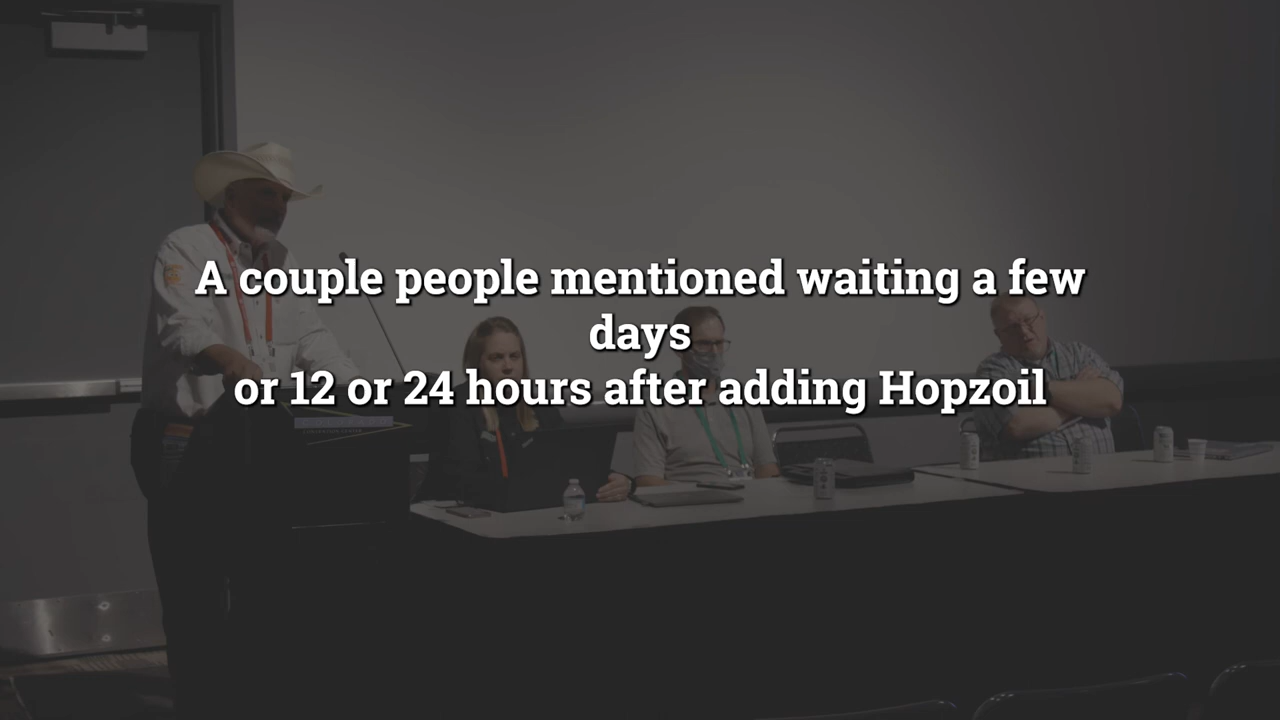 A couple people mentioned waiting a few
days
or 12 or 24 hours after adding Hopzoil